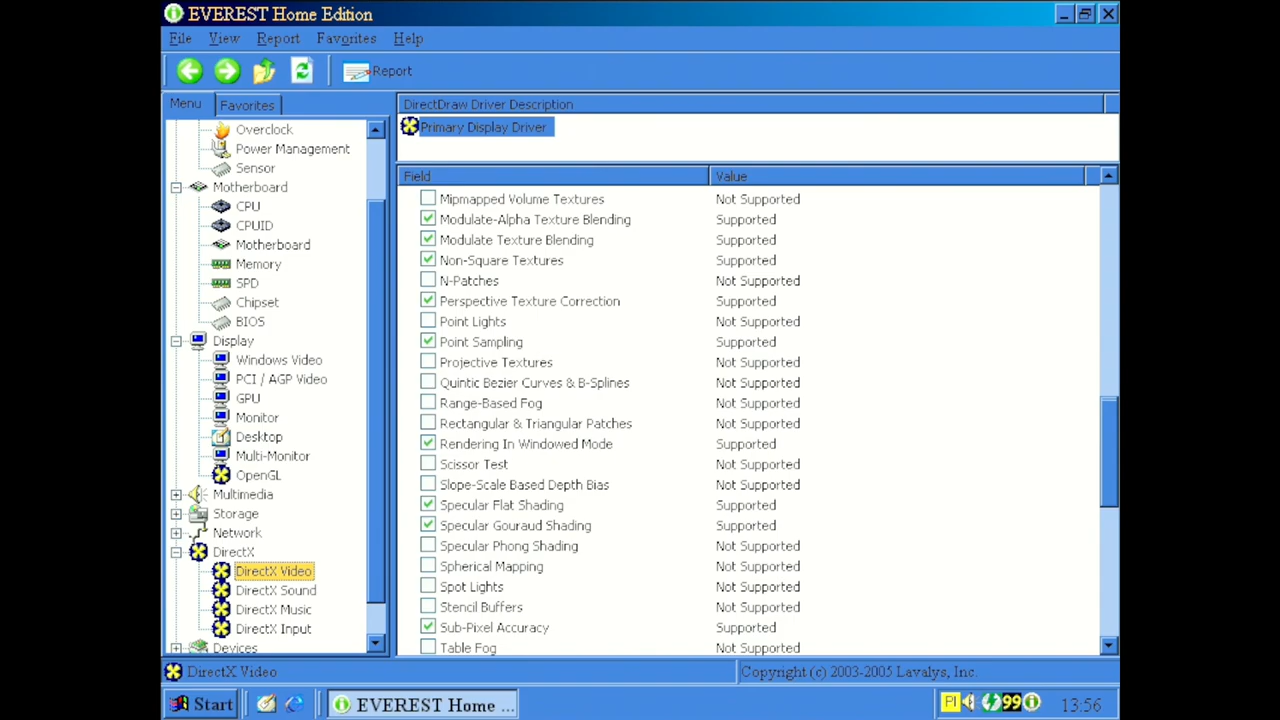 EVEREST Home Edition
File View Report Favorites Help
Report
Menu Favorites
Overclock
Power Management
Sensor
Motherboard
CPU
CPUID
Motherboard
Memory
SPD
Chipset
BIOS
Display
Windows Video
PCI / AGP Video
GPU
Monitor
Desktop
Multi-Monitor
OpenGL
Multimedia
Storage
Network
DirectX
DirectX Video
DirectX Sound
DirectX Music
DirectX Input
Devices
DirectDraw Driver Description
Primary Display Driver
Field Value
Mipmapped Volume Textures Not Supported
Modulate-Alpha Texture Blending Supported
Modulate Texture Blending Supported
Non-Square Textures Supported
N-Patches Not Supported
Perspective Texture Correction Supported
Point Lights Not Supported
Point Sampling Supported
Projective Textures Not Supported
Quintic Bezier Curves & B-Splines Not Supported
Range-Based Fog Not Supported
Rectangular & Triangular Patches Not Supported
Rendering In Windowed Mode Supported
Scissor Test Not Supported
Slope-Scale Based Depth Bias Not Supported
Specular Flat Shading Supported
Specular Gouraud Shading Supported
Specular Phong Shading Not Supported
Spherical Mapping Not Supported
Spot Lights Not Supported
Stencil Buffers Not Supported
Sub-Pixel Accuracy Supported
Table Fog Not Supported
DirectX Video Copyright (c) 2003-2005 Lavalys, Inc.
Start EVEREST Home ... Pl 99 13:56